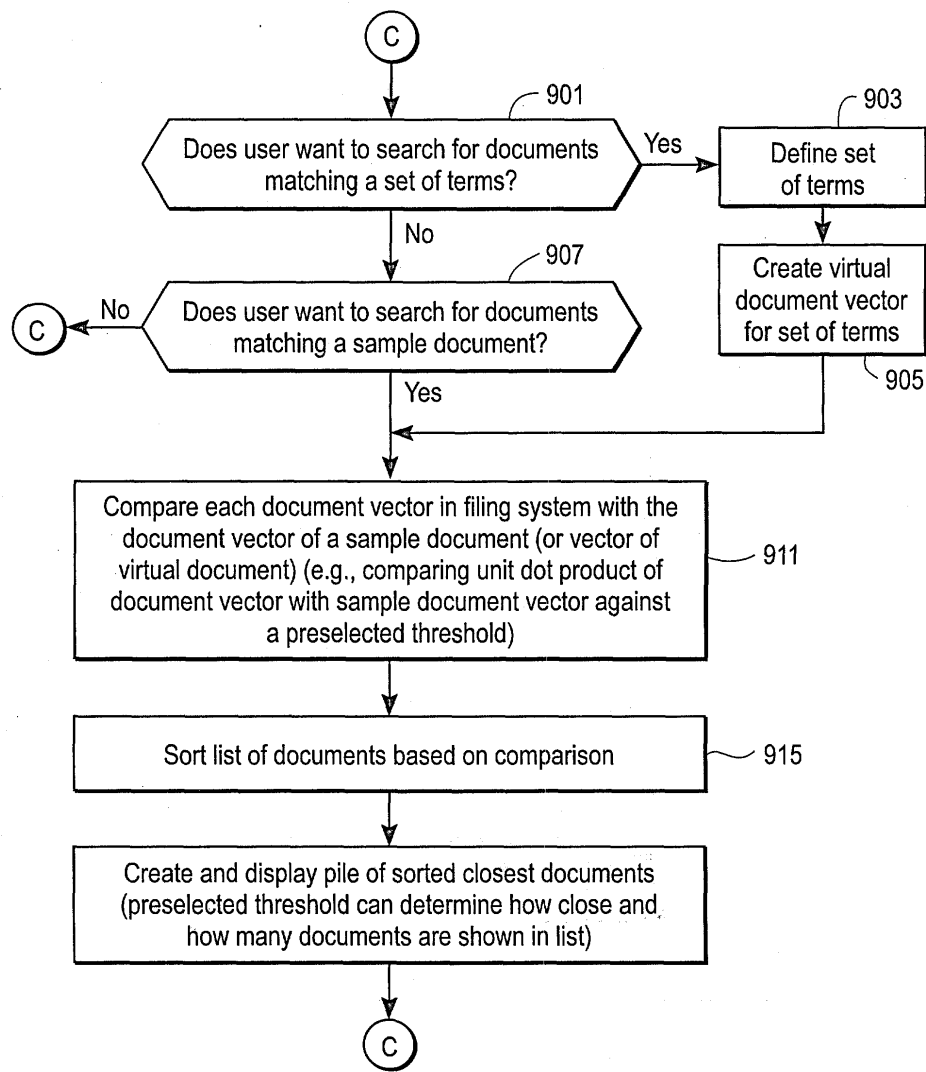 C
901
Does user want to search for documents
matching a set of terms?
Yes
903
Define set
of terms
No
Create virtual
document vector
for set of terms
905
907
Does user want to search for documents
matching a sample document?
No
C
Yes
Compare each document vector in filing system with the
document vector of a sample document (or vector of
virtual document) (e.g., comparing unit dot product of
document vector with sample document vector against
a preselected threshold)
911
Sort list of documents based on comparison
915
Create and display pile of sorted closest documents
(preselected threshold can determine how close and
how many documents are shown in list)
C